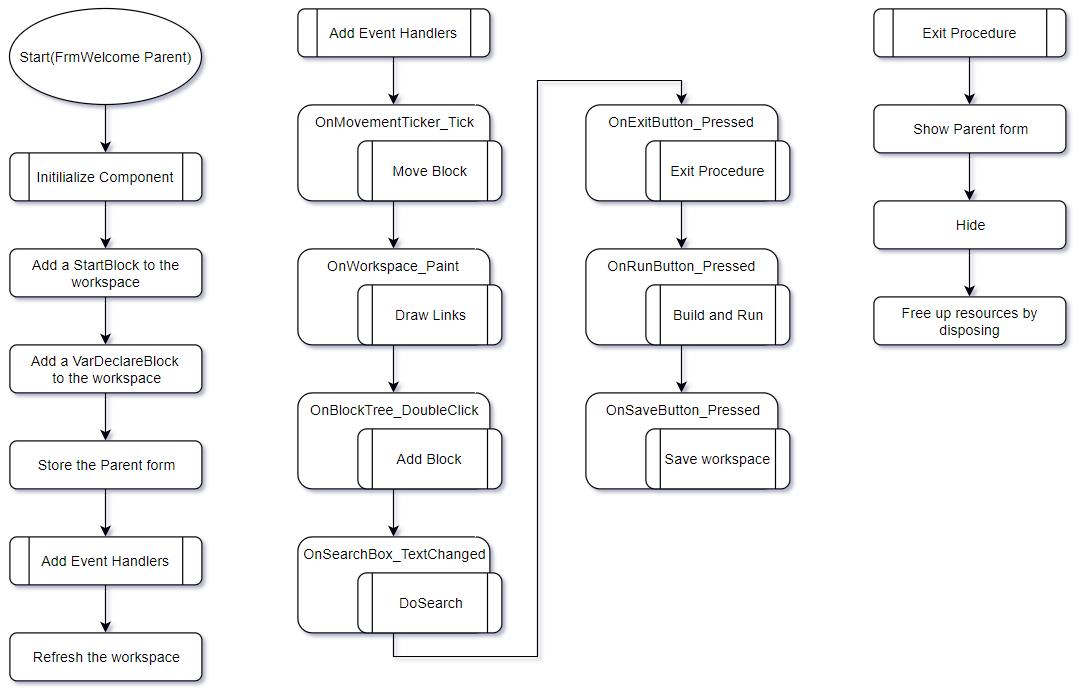 Start(FrmWelcome Parent)
Initilialize Component
Add a StartBlock to the
workspace
Add a VarDeclareBlock
to the workspace
Store the Parent form
Add Event Handlers
Refresh the workspace
Add Event Handlers
OnMovementTicker_Tick
Move Block
OnWorkspace_Paint
Draw Links
OnBlockTree_DoubleClick
Add Block
OnSearchBox_TextChanged
DoSearch
OnExitButton_Pressed
Exit Procedure
OnRunButton_Pressed
Build and Run
OnSaveButton_Pressed
Save workspace
Exit Procedure
Show Parent form
Hide
Free up resources by
disposing